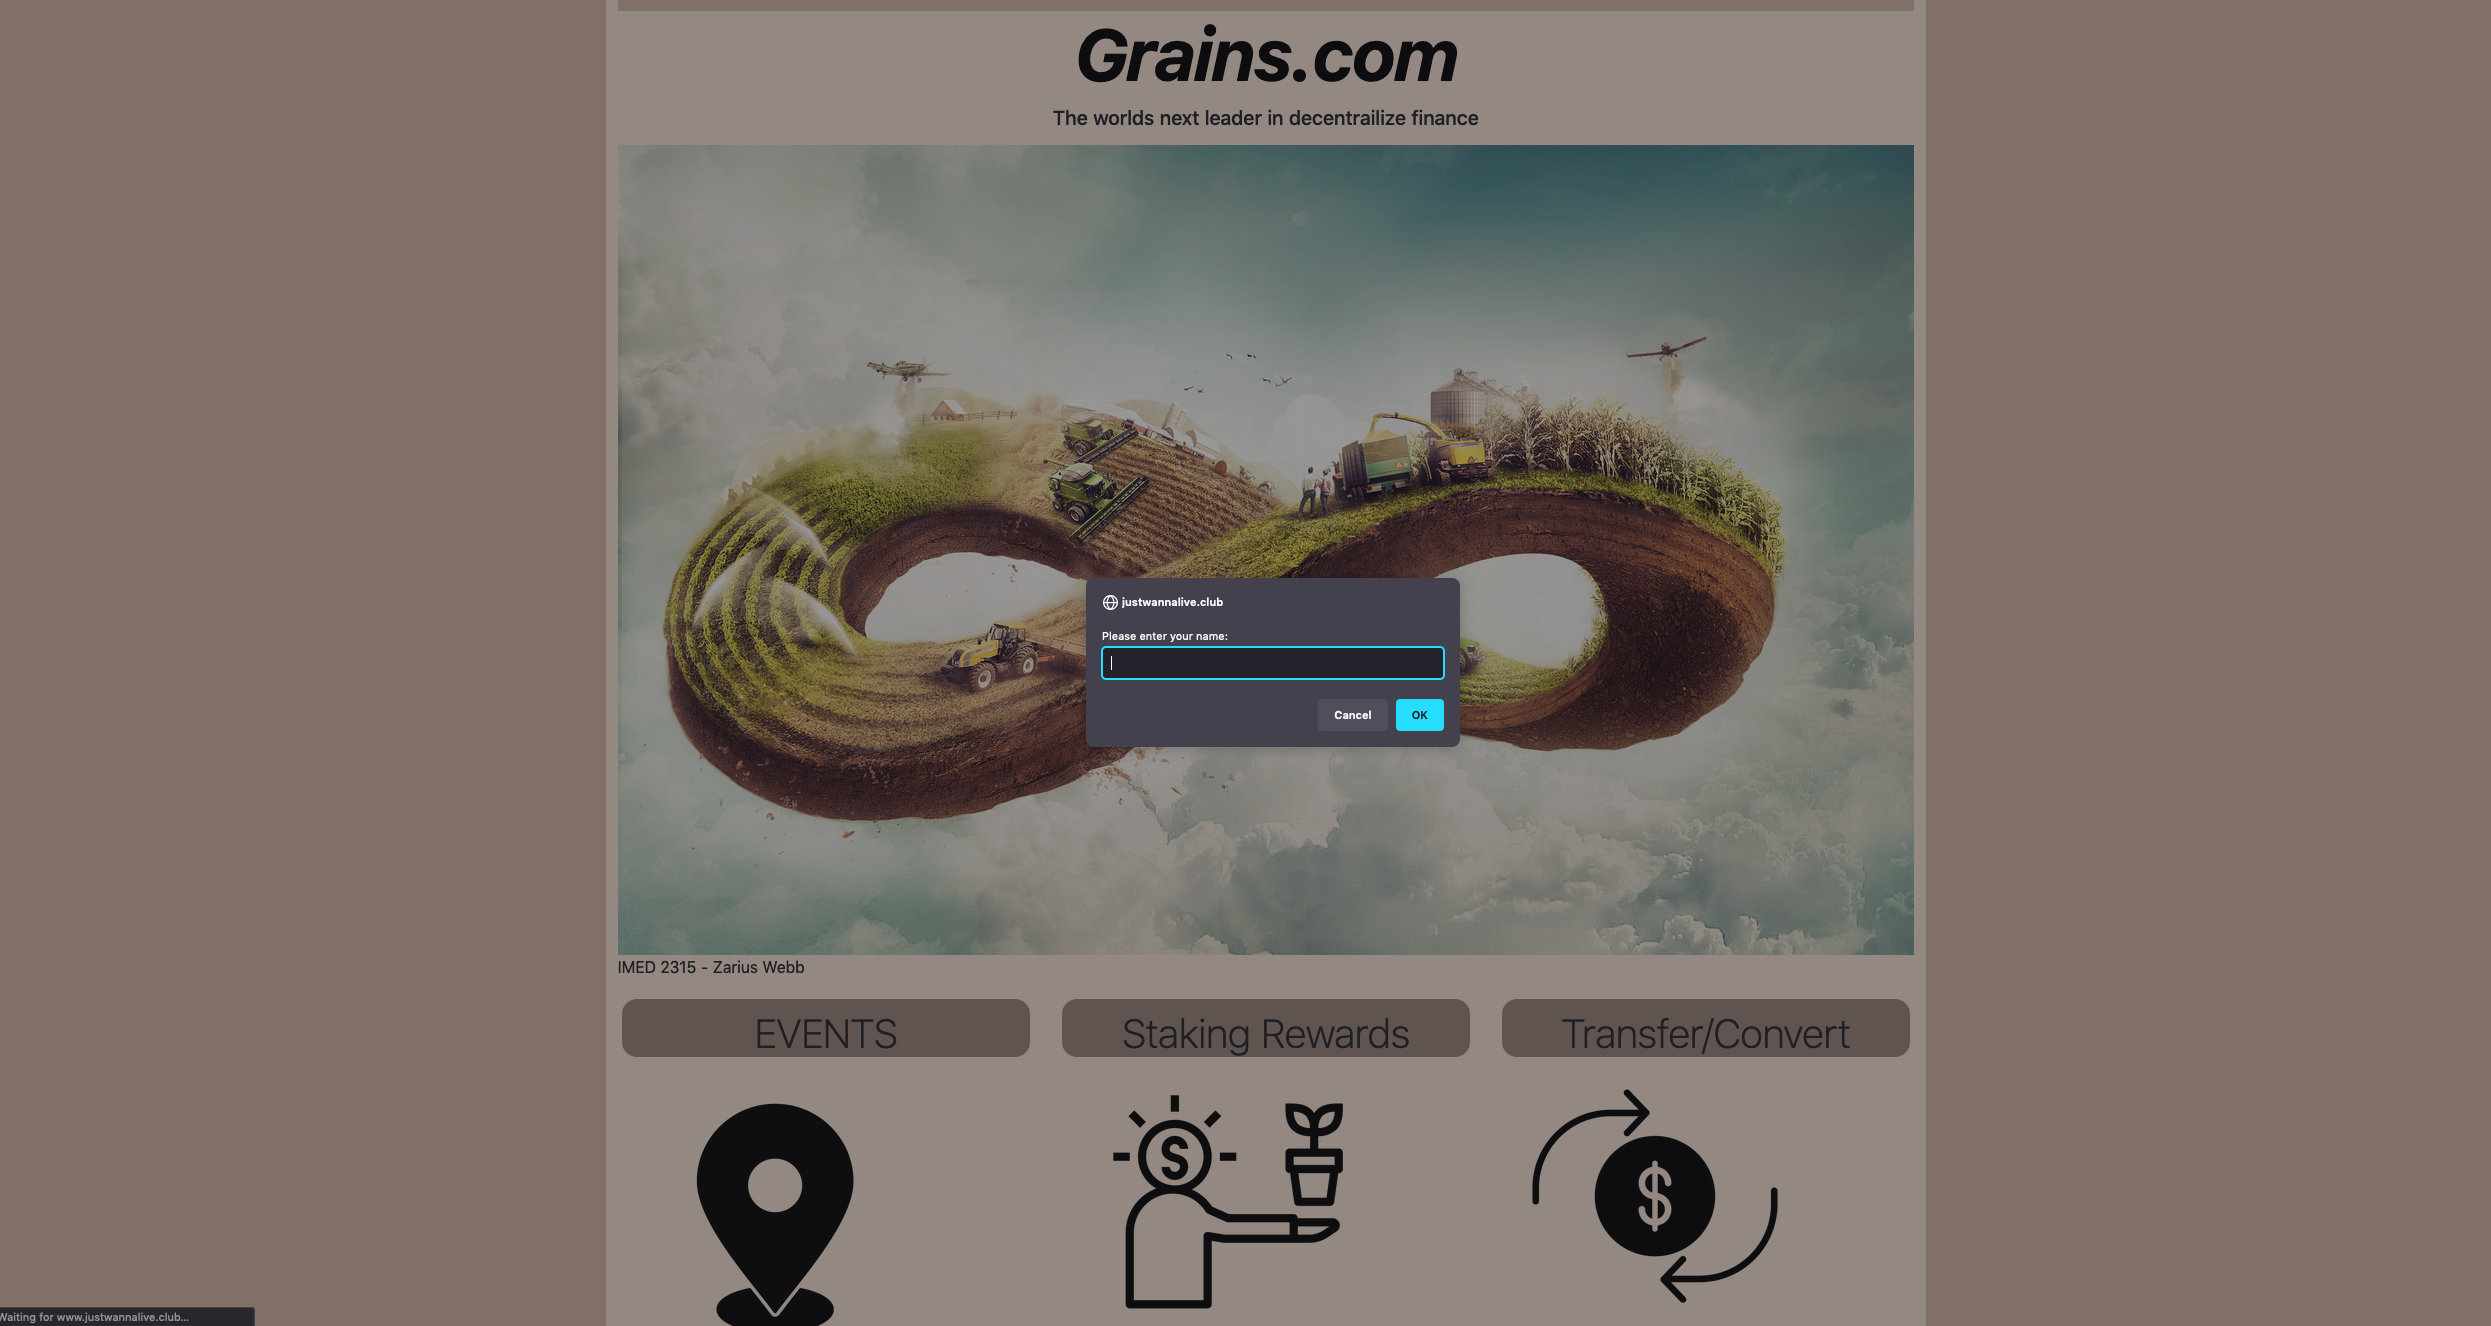 Grains.com
The worlds next leader in decentrailize finance
justwannalive.club
Please enter your name:
Cancel
OK
IMED 2315 - Zarius Webb
EVENTS
Staking Rewards
Transfer/Convert
Waiting for www.justwannalive.club...